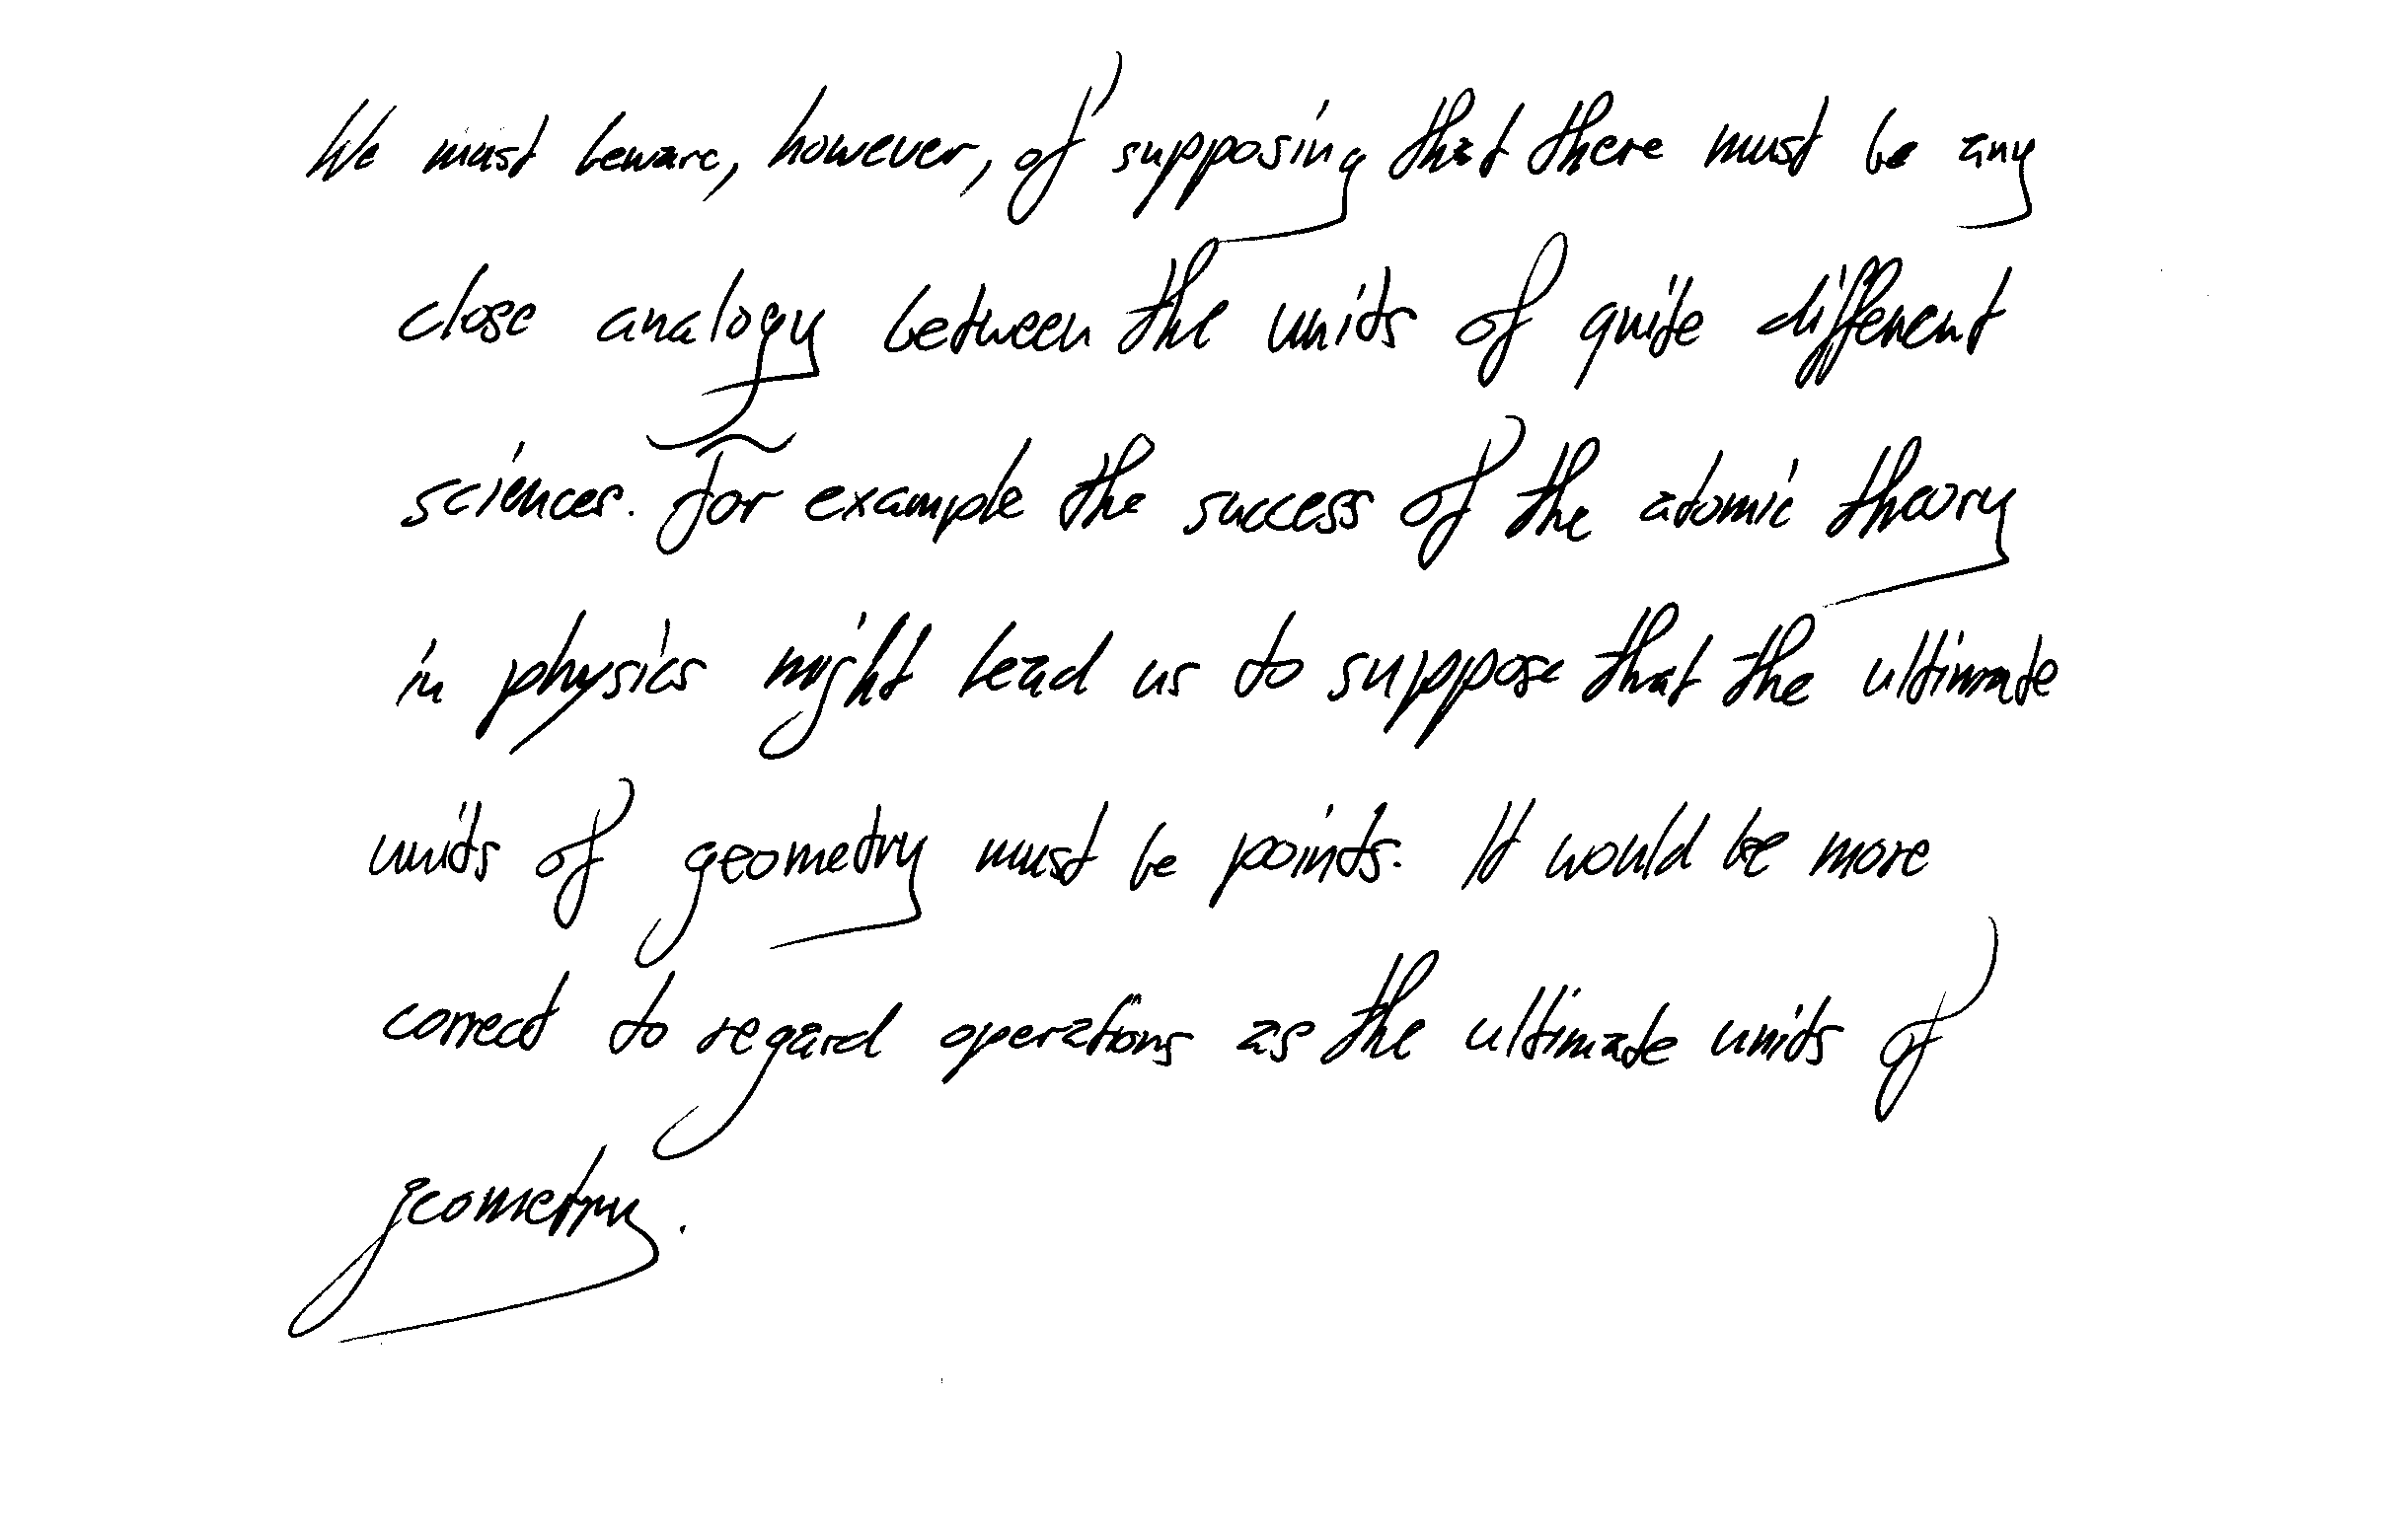 We must beware, however, of supposing that there must be any
close analogy between the units of quite different
sciences. For example the success of the atomic theory
in physics might lead us to suppose that the ultimate
units of geometry must be points. It would be more
correct to regard operations as the ultimate units of
geometry.